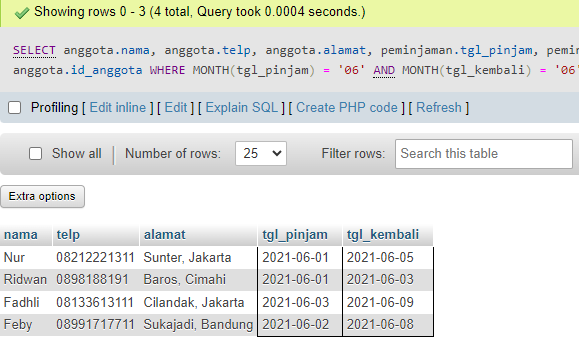 Showing rows 0 - 3 (4 total, Query took 0.0004 seconds.)
SELECT anggota.nama, anggota.telp, anggota.alamat, peminjaman.tgl_pinjam,
anggota.id_anggota WHERE MONTH(tgl_pinjam) = '06' AND MONTH(tgl_kembali) = '06'
Profiling [ Edit inline ] [ Edit ] [ Explain SQL ] [ Create PHP code ] [ Refresh ]
Show all | Number of rows: 25 Filter rows: Search this table
Extra options
nama telp alamat tgl_pinjam tgl_kembali
Nur 08212221311 Sunter, Jakarta 2021-06-01 2021-06-05
Ridwan 0898188191 Baros, Cimahi 2021-06-01 2021-06-03
Fadhli 08133613111 Cilandak, Jakarta 2021-06-03 2021-06-09
Feby 08991717711 Sukajadi, Bandung 2021-06-02 2021-06-08